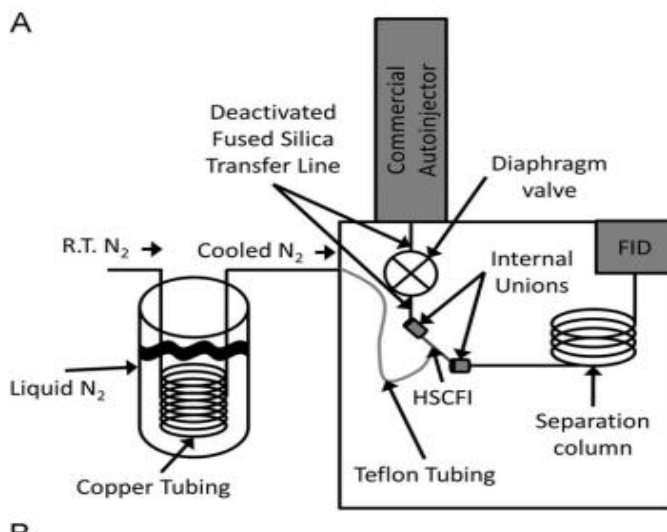 A
Deactivated
Fused Silica
Transfer Line
Commercial
Autoinjector
Diaphragm
valve
R.T. N₂
Cooled N₂
FID
Internal
Unions
Liquid N₂
HSCFI
Separation
column
Teflon Tubing
Copper Tubing